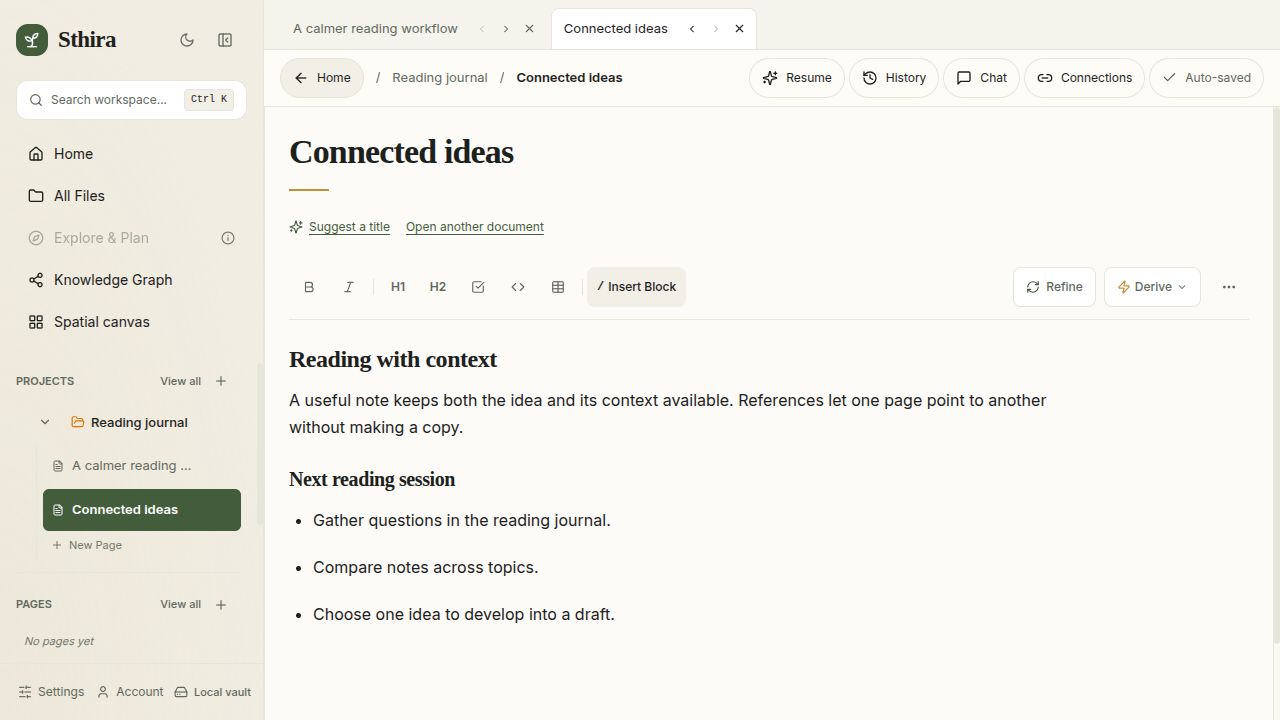 Sthira
Search workspace... Ctrl K
Home
All Files
Explore & Plan
Knowledge Graph
Spatial canvas
PROJECTS View all
Reading journal
A calmer reading ...
Connected ideas
New Page
PAGES View all
No pages yet
Settings Account Local vault
A calmer reading workflow Connected ideas
Home / Reading journal / Connected ideas Resume History Chat Connections Auto-saved
Connected ideas
Suggest a title Open another document
B I H1 H2 / Insert Block Refine Derive
Reading with context
A useful note keeps both the idea and its context available. References let one page point to another
without making a copy.
Next reading session
• Gather questions in the reading journal.
• Compare notes across topics.
• Choose one idea to develop into a draft.